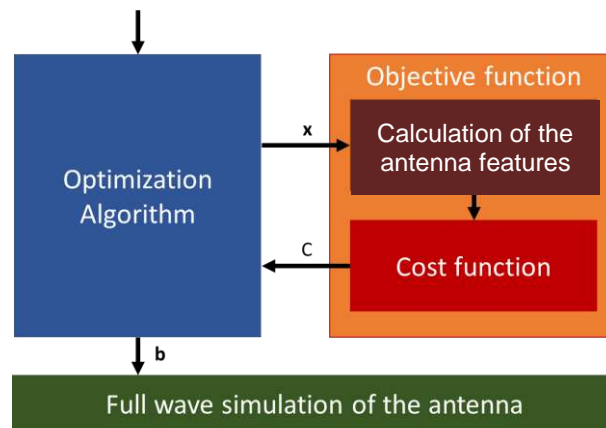 Objective function
x
Calculation of the
antenna features
Optimization
Algorithm
C
Cost function
b
Full wave simulation of the antenna